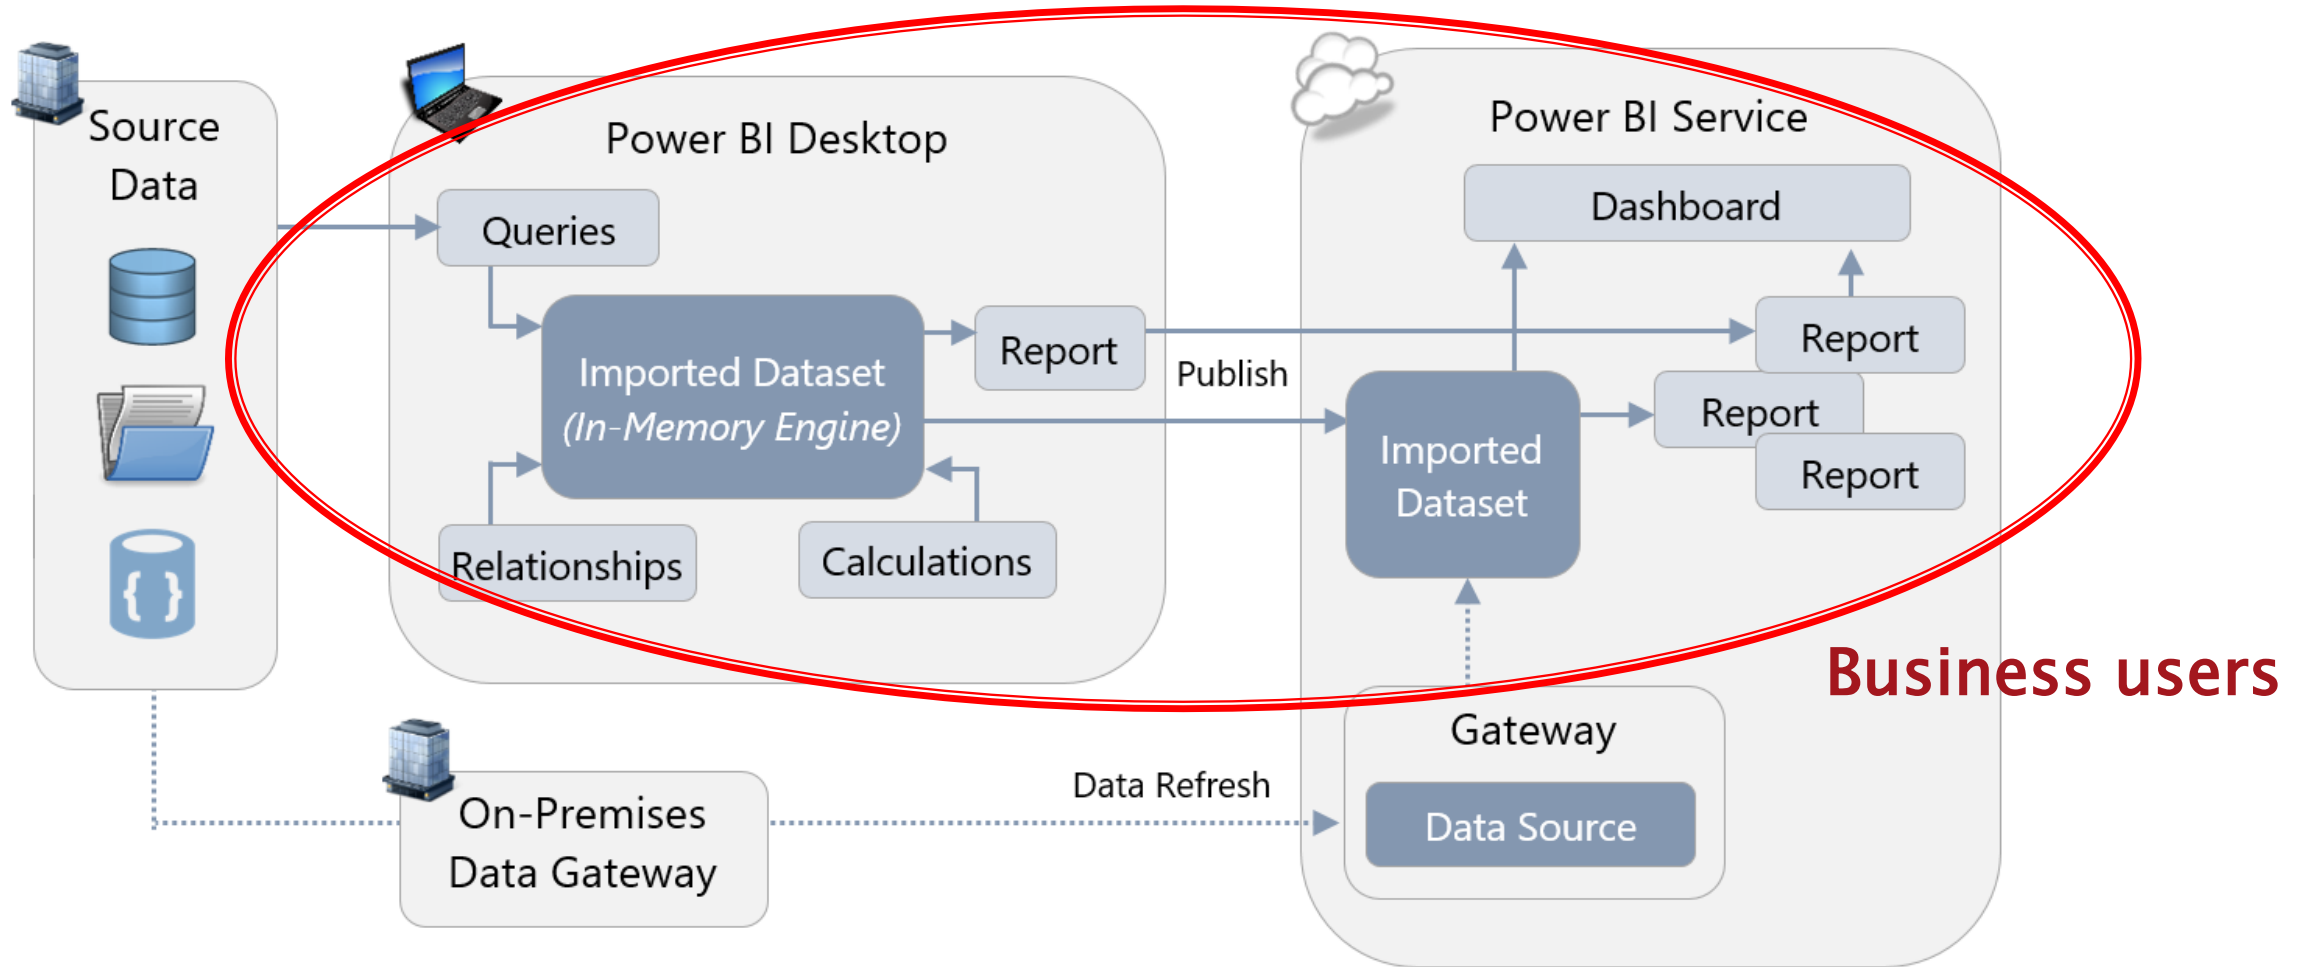 Source
Data
{ }
Power BI Desktop
Queries
Imported Dataset
(In-Memory Engine)
Report
Relationships
Calculations
Publish
Power BI Service
Dashboard
Report
Report
Report
Imported
Dataset
Business users
Gateway
Data Source
Data Refresh
On-Premises
Data Gateway